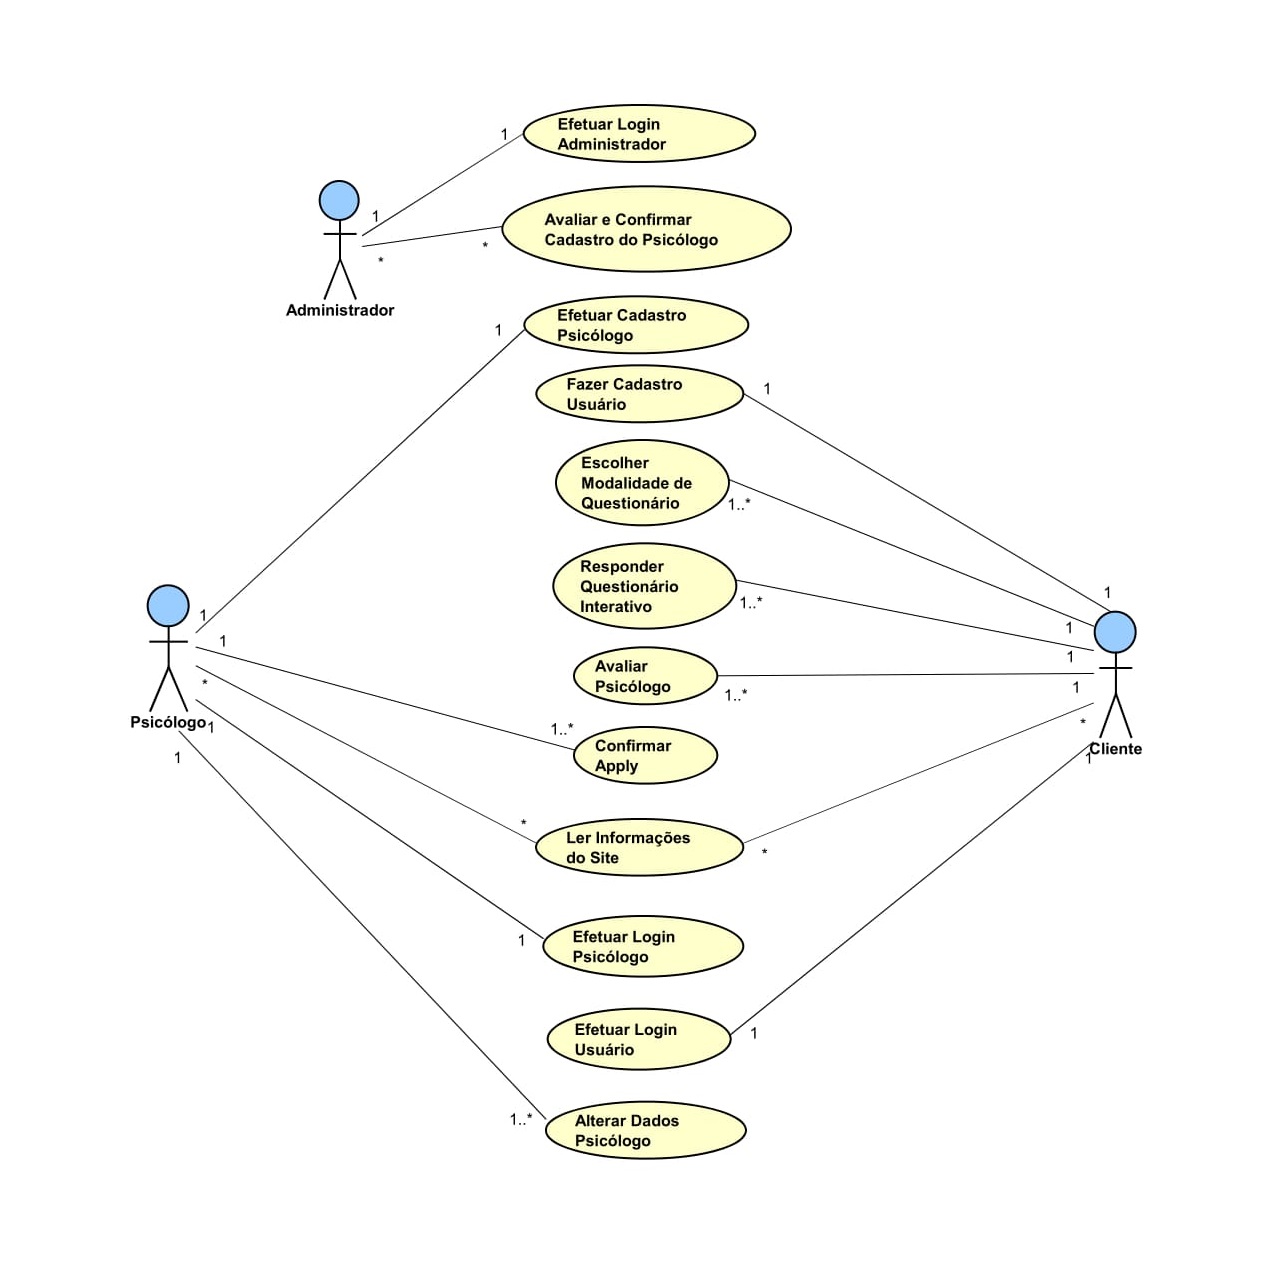 Efetuar Login
Administrador
1
1
Avaliar e Confirmar
Cadastro do Psicólogo
*
*
Administrador
Efetuar Cadastro
Psicólogo
1
Fazer Cadastro
Usuário
1
Escolher
Modalidade de
Questionário
1..*
Responder
Questionário
Interativo
1..*
1
1
1
1
1
Avaliar
Psicólogo
1..*
*
1
Psicólogo
1
1
1..*
Confirmar
Apply
*
Cliente
1
*
Ler Informações
do Site
*
Efetuar Login
Psicólogo
1
Efetuar Login
Usuário
1
1..*
Alterar Dados
Psicólogo